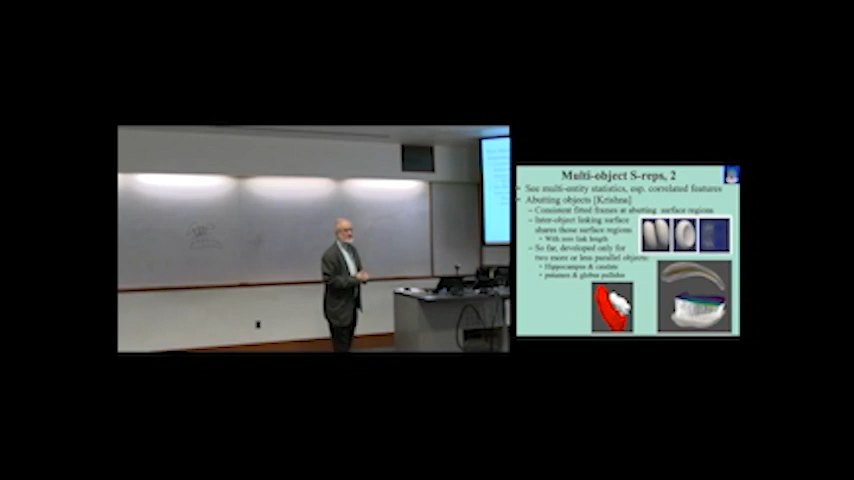 Multi-object S-reps, 2
• See multi-entity statistics, esp. correlated features
• Abutting objects [Krishna]
– Consistent fitted frames at abutting surface regions
– Inter-object linking surface
shares those surface regions
• With zero link length
– So far, developed only for
two more or less parallel objects:
• Hippocampus & caudate
• putamen & globus pallidus